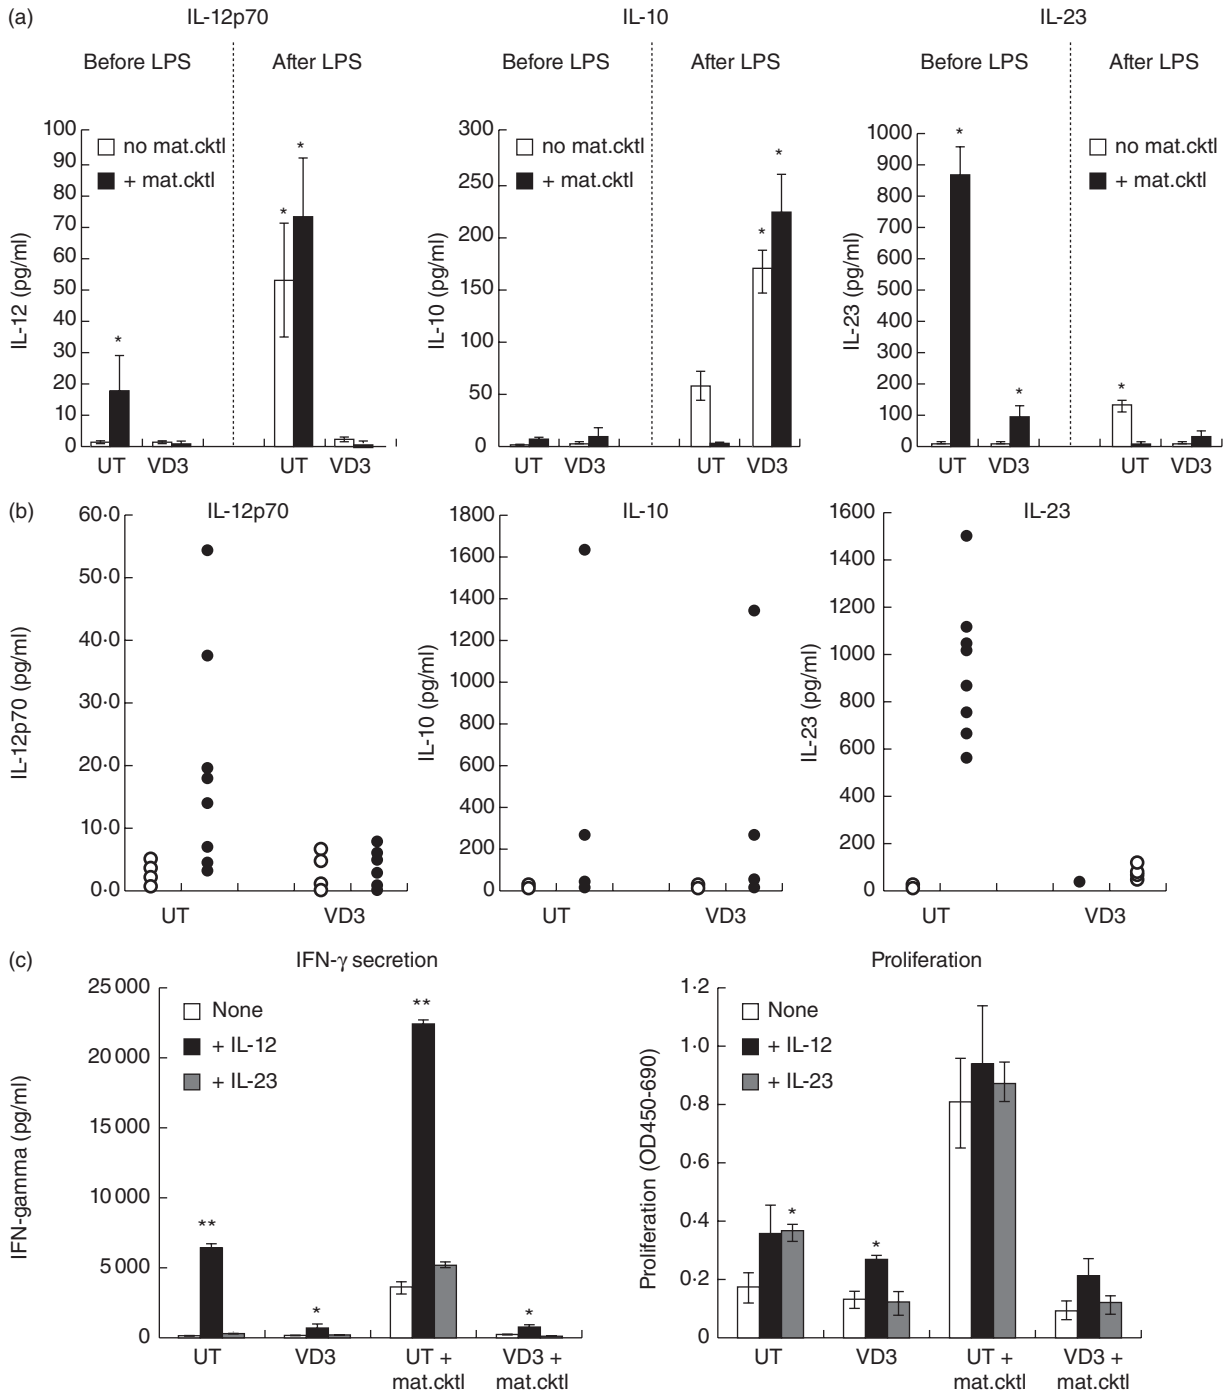 (a)
IL-12p70
Before LPS
After LPS
no mat.cktl
+ mat.cktl
IL-12 (pg/ml)
100
90
80
70
60
50
40
30
20
10
0
*
*
*
UT
VD3
UT
VD3
IL-10
Before LPS
After LPS
no mat.cktl
+ mat.cktl
IL-10 (pg/ml)
300
250
200
150
100
50
0
*
*
UT
VD3
UT
VD3
IL-23
Before LPS
After LPS
no mat.cktl
+ mat.cktl
IL-23 (pg/ml)
1000
900
800
700
600
500
400
300
200
100
0
*
*
*
UT
VD3
UT
VD3
(b)
IL-12p70
IL-12p70 (pg/ml)
60·0
50·0
40·0
30·0
20·0
10·0
0·0
UT
VD3
IL-10
IL-10 (pg/ml)
1800
1600
1400
1200
1000
800
600
400
200
0
UT
VD3
IL-23
IL-23 (pg/ml)
1600
1400
1200
1000
800
600
400
200
0
UT
VD3
(c)
IFN-γ secretion
None
+ IL-12
+ IL-23
IFN-gamma (pg/ml)
25 000
20 000
15 000
10 000
5 000
0
**
*
**
*
UT
VD3
UT +
mat.cktl
VD3 +
mat.cktl
Proliferation
None
+ IL-12
+ IL-23
Proliferation (OD450-690)
1·2
1·0
0·8
0·6
0·4
0·2
0
*
*
UT
VD3
UT +
mat.cktl
VD3 +
mat.cktl